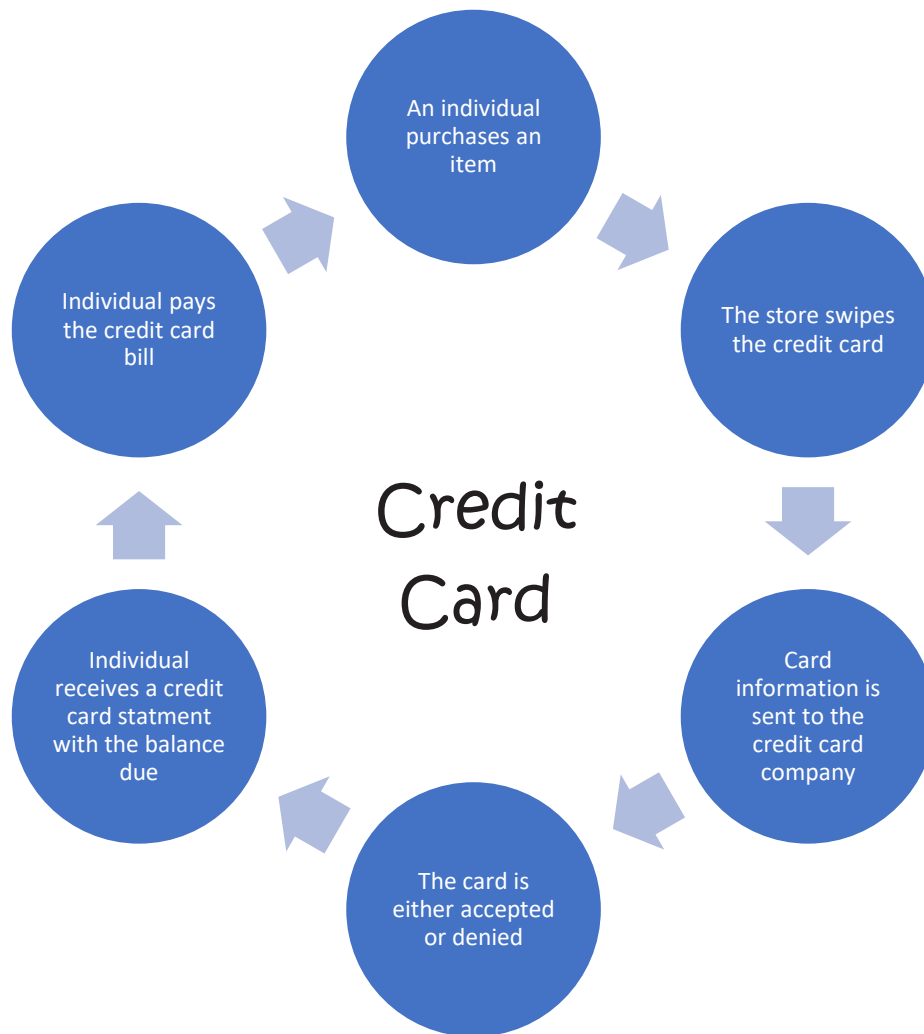 An individual
purchases an
item
The store swipes
the credit card
Card
information is
sent to the
credit card
company
The card is
either accepted
or denied
Individual
receives a credit
card statment
with the balance
due
Individual pays
the credit card
bill
Credit
Card